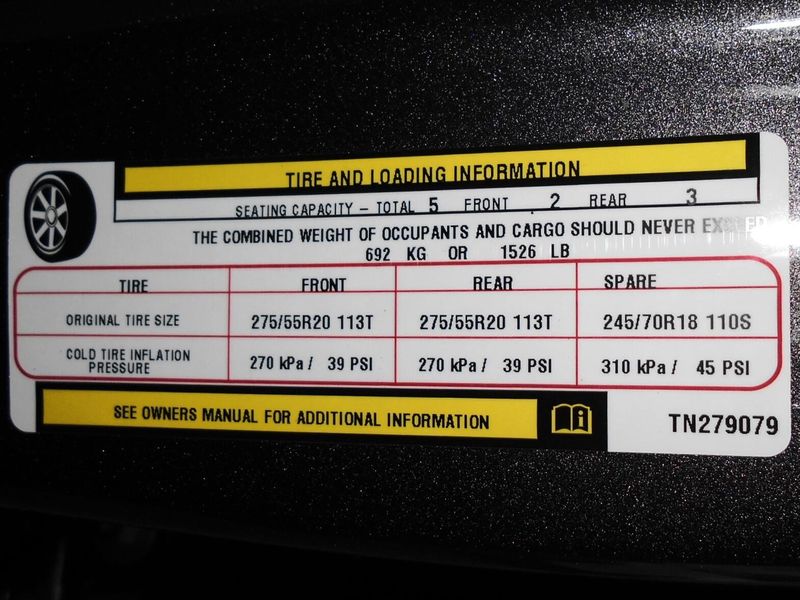 TIRE AND LOADING INFORMATION
SEATING CAPACITY – TOTAL 5 FRONT 2 REAR 3
THE COMBINED WEIGHT OF OCCUPANTS AND CARGO SHOULD NEVER
692 KG OR 1526 LB
TIRE FRONT REAR SPARE
ORIGINAL TIRE SIZE 275/55R20 113T 275/55R20 113T 245/70R18 110S
COLD TIRE INFLATION
PRESSURE 270 kPa / 39 PSI 270 kPa / 39 PSI 310 kPa / 45 PSI
SEE OWNERS MANUAL FOR ADDITIONAL INFORMATION
TN279079